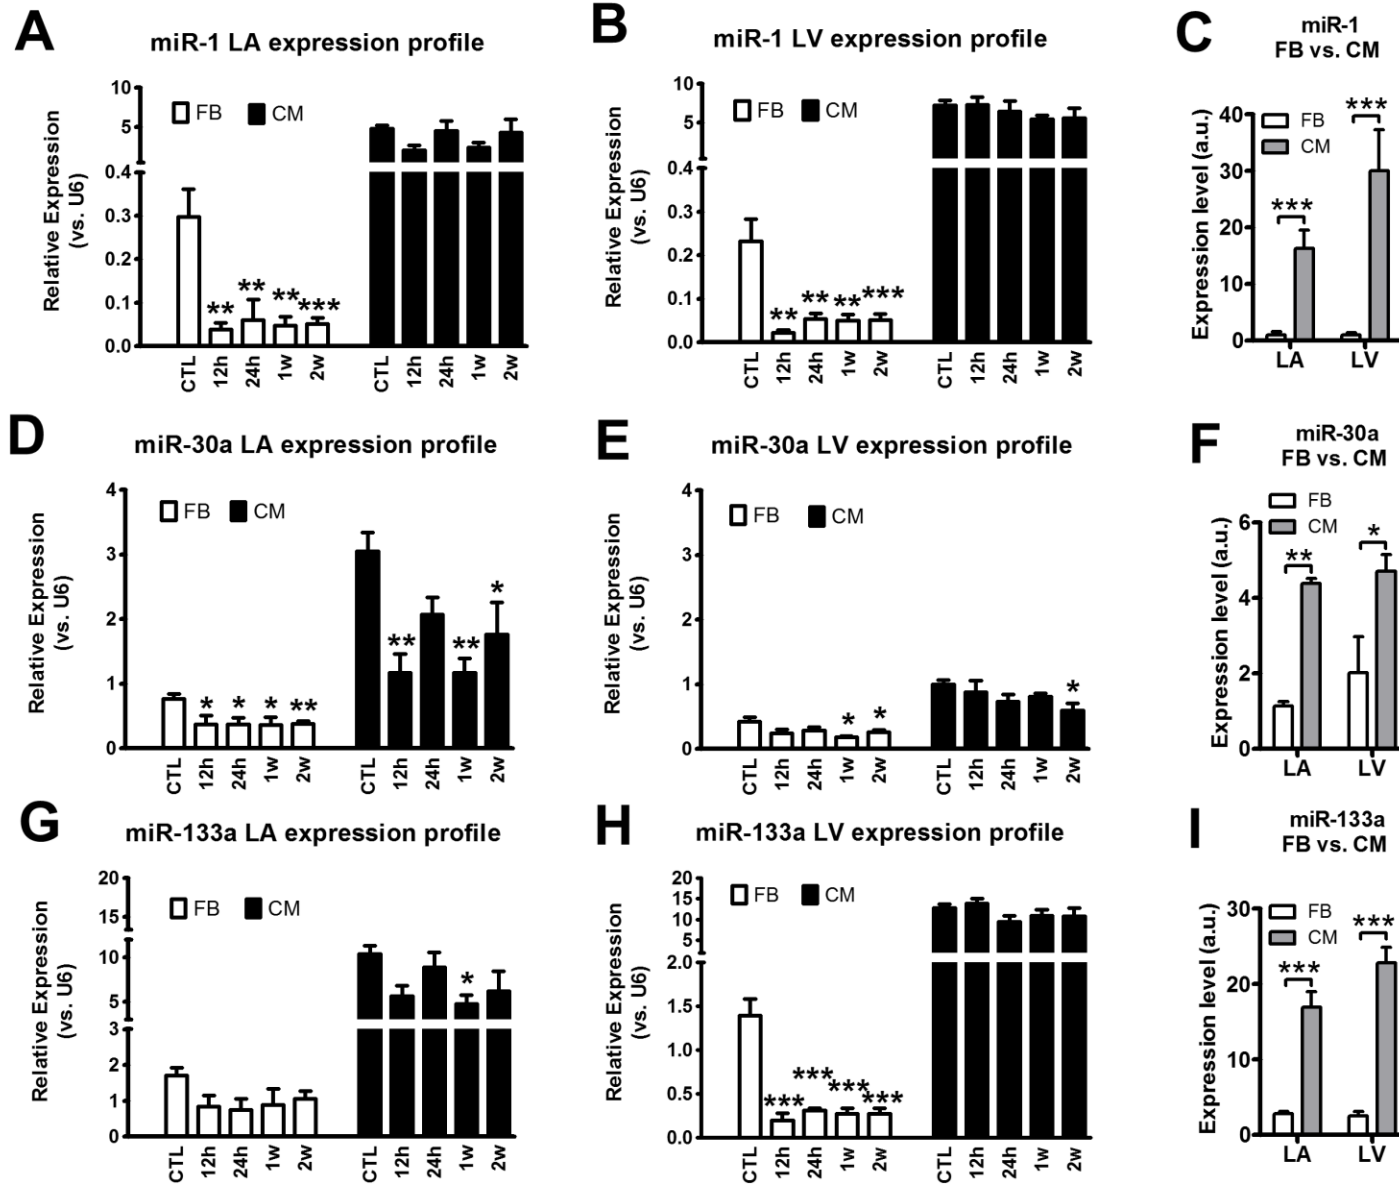 A
miR-1 LA expression profile
Relative Expression
(vs. U6)
10
5
0.4
0.3
0.2
0.1
0.0
FB CM
** ** ** ***
CTL 12h 24h 1w 2w CTL 12h 24h 1w 2w
B
miR-1 LV expression profile
Relative Expression
(vs. U6)
10
5
0.4
0.3
0.2
0.1
0.0
FB CM
** ** ** ***
CTL 12h 24h 1w 2w CTL 12h 24h 1w 2w
C
miR-1
FB vs. CM
Expression level (a.u.)
40
30
20
10
0
FB
CM
*** ***
LA LV
D
miR-30a LA expression profile
Relative Expression
(vs. U6)
4
3
2
1
0
FB CM
* * * ** ** ** *
CTL 12h 24h 1w 2w CTL 12h 24h 1w 2w
E
miR-30a LV expression profile
Relative Expression
(vs. U6)
4
3
2
1
0
FB CM
* * *
CTL 12h 24h 1w 2w CTL 12h 24h 1w 2w
F
miR-30a
FB vs. CM
Expression level (a.u.)
6
4
2
0
FB
CM
** *
LA LV
G
miR-133a LA expression profile
Relative Expression
(vs. U6)
20
15
10
5
3
2
1
0
FB CM
*
CTL 12h 24h 1w 2w CTL 12h 24h 1w 2w
H
miR-133a LV expression profile
Relative Expression
(vs. U6)
20
15
10
5
2.0
1.5
1.0
0.5
0.0
FB CM
*** *** *** ***
CTL 12h 24h 1w 2w CTL 12h 24h 1w 2w
I
miR-133a
FB vs. CM
Expression level (a.u.)
30
20
10
0
FB
CM
*** ***
LA LV